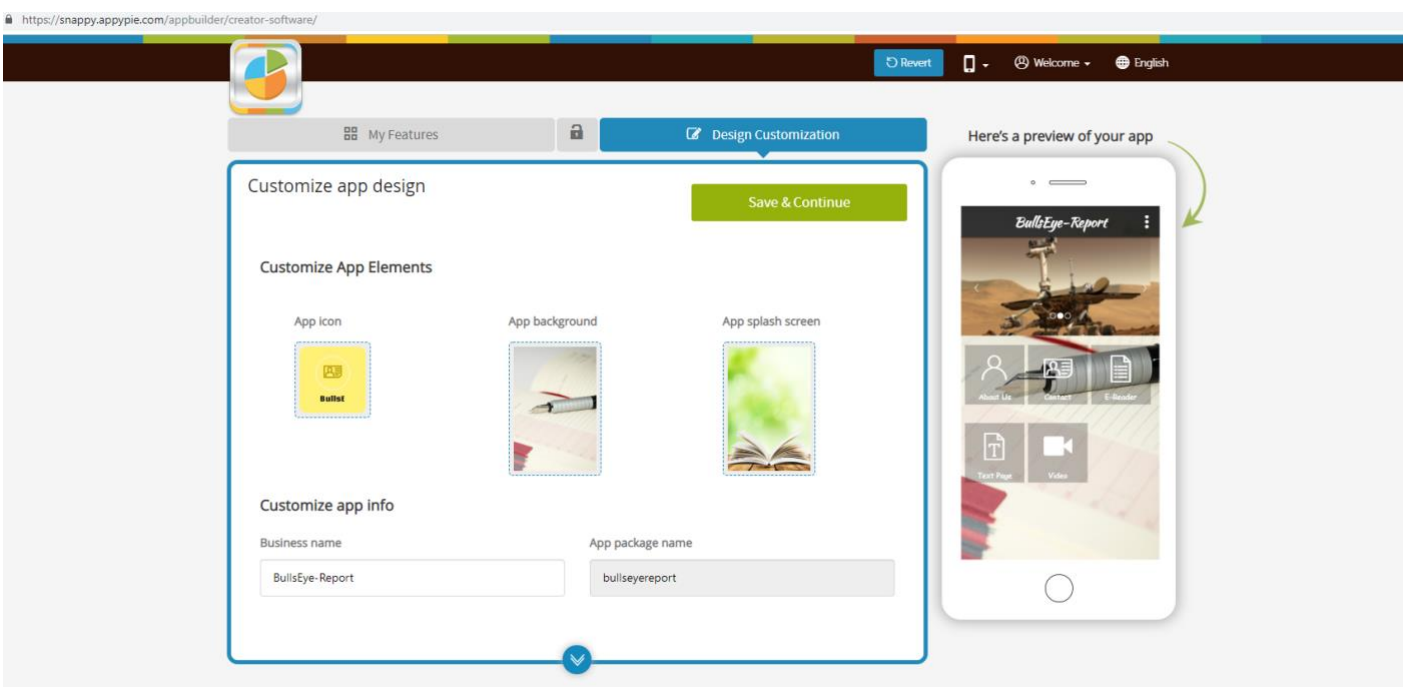 https://snappy.appypie.com/appbuilder/creator-software/
Revert
Welcome
English
My Features
Design Customization
Here's a preview of your app
Customize app design
Save & Continue
BullsEye-Report
Customize App Elements
App icon
App background
App splash screen
Bullst
About Us
Contact
E-Reader
Text Page
Video
Customize app info
Business name
App package name
BullsEye-Report
bullseyereport